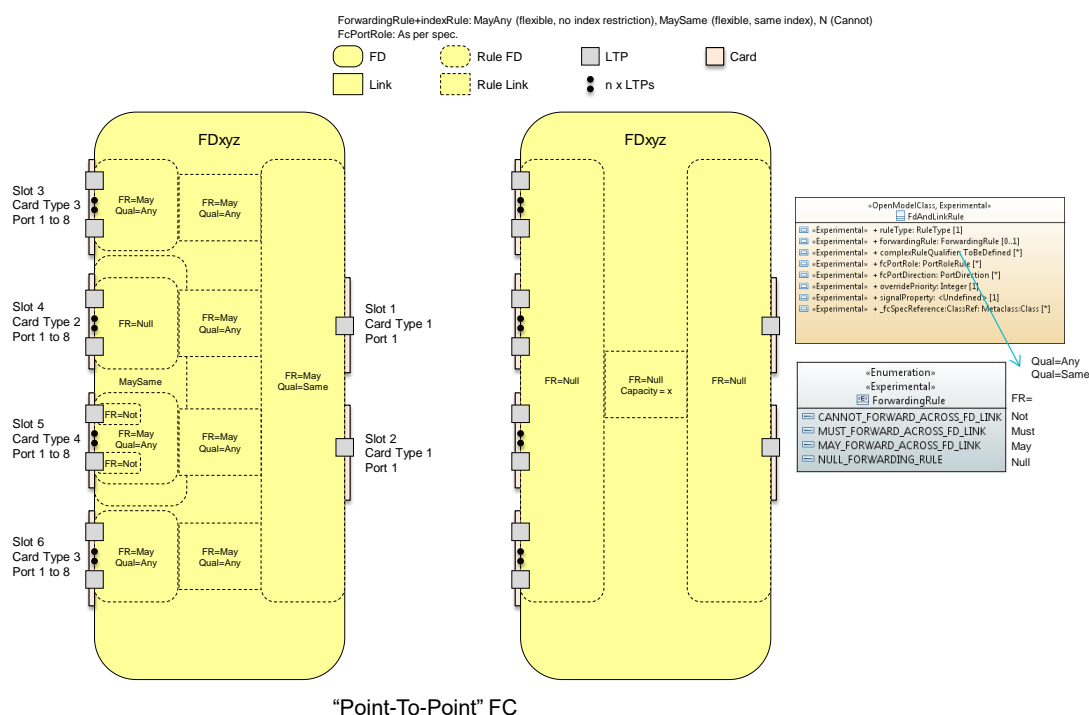 ForwardingRule+indexRule: MayAny (flexible, no index restriction), MaySame (flexible, same index), N (Cannot)
FcPortRole: As per spec.
FD
Rule FD
LTP
Card
Link
Rule Link
n x LTPs
FDxyz
Slot 3
Card Type 3
Port 1 to 8
FR=May
Qual=Any
FR=May
Qual=Any
Slot 4
Card Type 2
Port 1 to 8
FR=Null
FR=May
Qual=Any
MaySame
Slot 5
Card Type 4
Port 1 to 8
FR=Not
FR=May
Qual=Any
FR=Not
FR=May
Qual=Any
Slot 6
Card Type 3
Port 1 to 8
FR=May
Qual=Any
FR=May
Qual=Any
FR=May
Qual=Same
Slot 1
Card Type 1
Port 1
Slot 2
Card Type 1
Port 1
FDxyz
FR=Null
FR=Null
Capacity = x
FR=Null
«OpenModelClass, Experimental»
FdAndLinkRule
«Experimental» + ruleType: RuleType [1]
«Experimental» + forwardingRule: ForwardingRule [0..1]
«Experimental» + complexRuleQualifier: ToBeDefined [*]
«Experimental» + fcPortRole: PortRoleRule [*]
«Experimental» + fcPortDirection: PortDirection [*]
«Experimental» + overridePriority: Integer [1]
«Experimental» + signalProperty: <Undefined> [1]
«Experimental» + _fcSpecReference:ClassRef: Metaclass:Class [*]
Qual=Any
Qual=Same
«Enumeration»
«Experimental»
ForwardingRule
CANNOT_FORWARD_ACROSS_FD_LINK
MUST_FORWARD_ACROSS_FD_LINK
MAY_FORWARD_ACROSS_FD_LINK
NULL_FORWARDING_RULE
FR=
Not
Must
May
Null
“Point-To-Point” FC